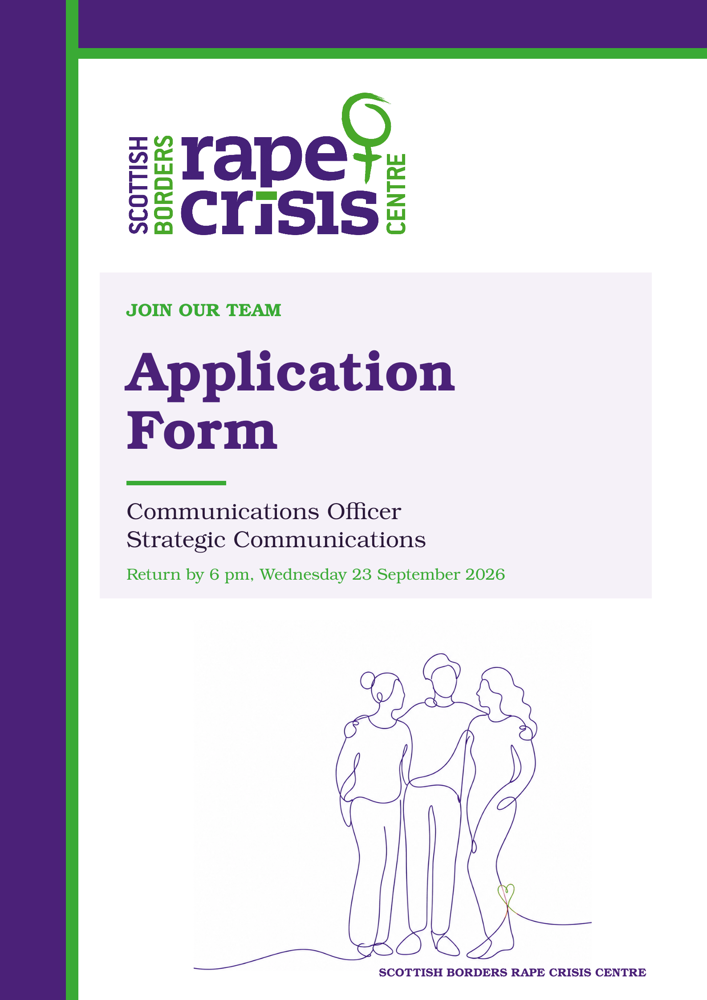 SCOTTISH
BORDERS
rape
crisis
CENTRE
JOIN OUR TEAM
Application
Form
Communications Officer
Strategic Communications
Return by 6 pm, Wednesday 23 September 2026
SCOTTISH BORDERS RAPE CRISIS CENTRE